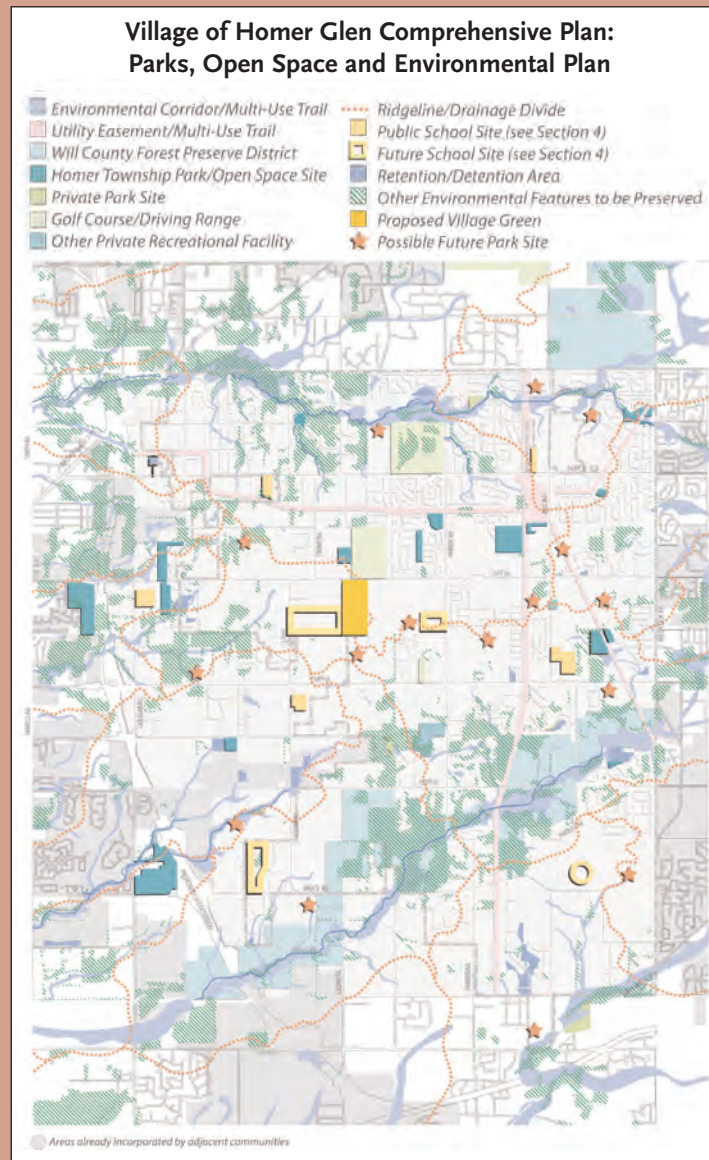 Village of Homer Glen Comprehensive Plan:
Parks, Open Space and Environmental Plan
Environmental Corridor/Multi-Use Trail
Utility Easement/Multi-Use Trail
Will County Forest Preserve District
Homer Township Park/Open Space Site
Private Park Site
Golf Course/Driving Range
Other Private Recreational Facility
Ridgeline/Drainage Divide
Public School Site (see Section 4)
Future School Site (see Section 4)
Retention/Detention Area
Other Environmental Features to be Preserved
Proposed Village Green
Possible Future Park Site
Areas already incorporated by adjacent communities